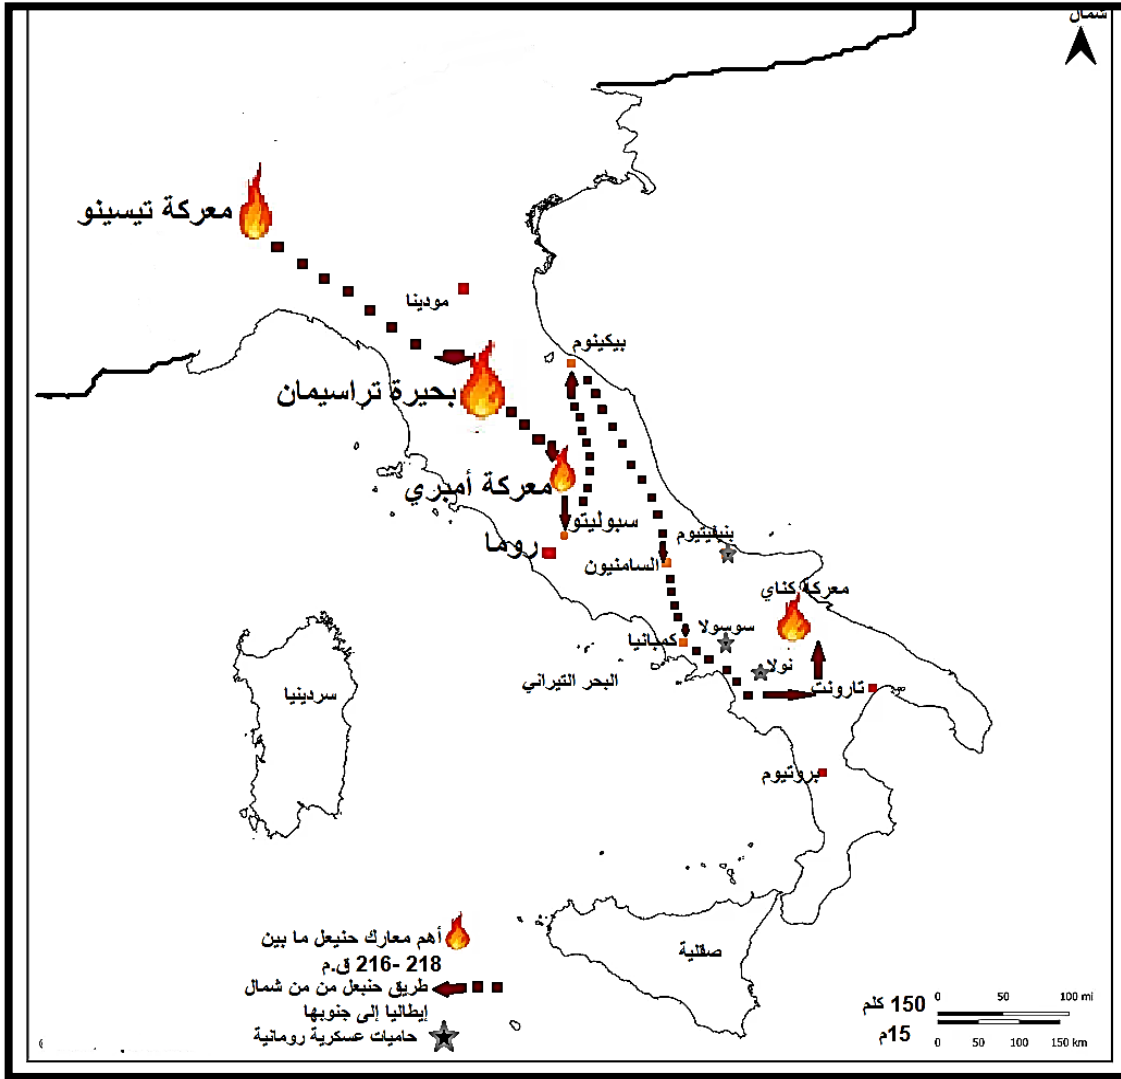 شمال
معركة تيسينو
مودينا
بيكينوم
بحيرة تراسيمان
معركة أمبري
سبوليتو
روما
بنيفيتيوم
السامنيون
معركة كناي
سوسولا
كمبانيا
نولا
البحر التيراني
تارونت
سردينيا
بروتيوم
صقلية
أهم معارك حنيعل ما بين
218 -216 ق.م
طريق حنبعل من من شمال
إيطاليا إلى جنوبها
حاميات عسكرية رومانية
150 كلم
15م
0 50 100 mi
0 50 100 150 km